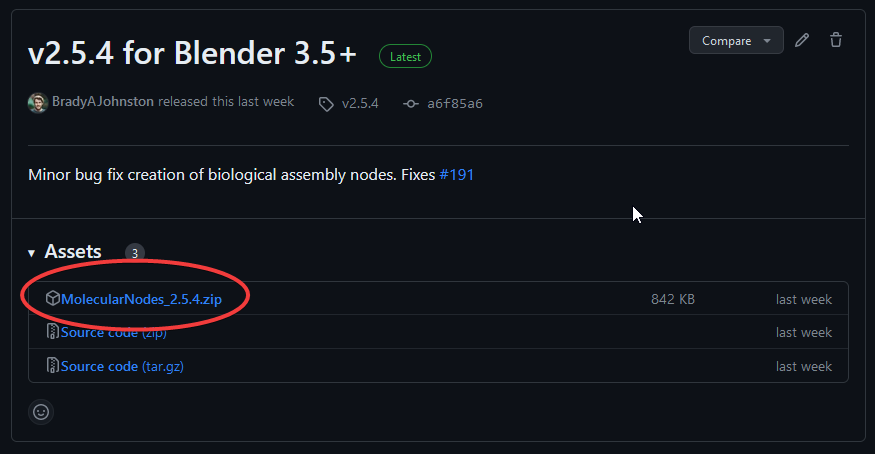 v2.5.4 for Blender 3.5+ Latest Compare
BradyAJohnston released this last week v2.5.4 a6f85a6
Minor bug fix creation of biological assembly nodes. Fixes #191
Assets 3
MolecularNodes_2.5.4.zip 842 KB last week
Source code (zip) last week
Source code (tar.gz) last week